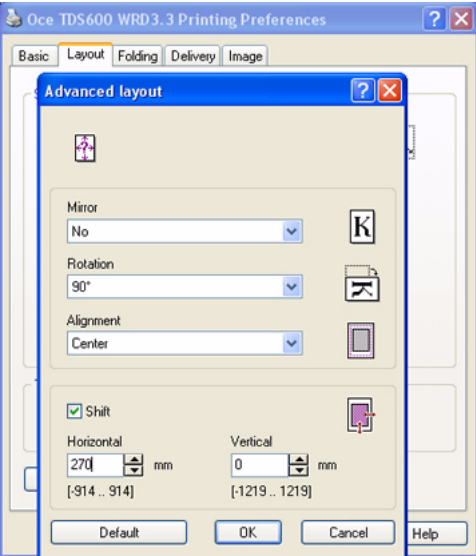 Oce TDS600 WRD3.3 Printing Preferences
Basic Layout Folding Delivery Image
Advanced layout
Mirror
No
K
Rotation
90°
Alignment
Center
Shift
Horizontal Vertical
270 mm 0 mm
[-914 .. 914] [-1219 .. 1219]
Default OK Cancel Help